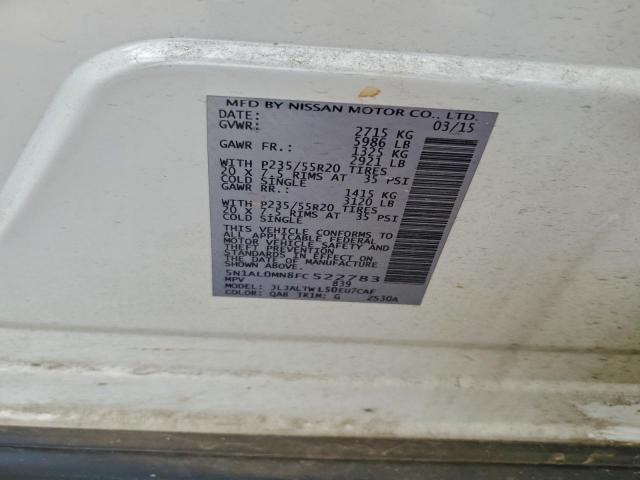 MFD BY NISSAN MOTOR CO., LTD.
DATE: 03/15
GVWR: 2715 KG
5986 LB
GAWR FR.: 1325 KG
2921 LB
WITH P235/55R20 TIRES
20 X 7.5 RIMS AT 35 PSI
COLD SINGLE
GAWR RR.: 1415 KG
3120 LB
WITH P235/55R20 TIRES
20 X 7.5 RIMS AT 35 PSI
COLD SINGLE
THIS VEHICLE CONFORMS TO
ALL APPLICABLE FEDERAL
MOTOR VEHICLE SAFETY AND
THEFT PREVENTION
STANDARDS IN EFFECT ON
THE DATE OF MANUFACTURE
SHOWN ABOVE.
5N1AL0MN8FC522783
MPV 839
MODEL: JLJALTWL50EU7CAF
COLOR: QAB TRIM: G ZS30A